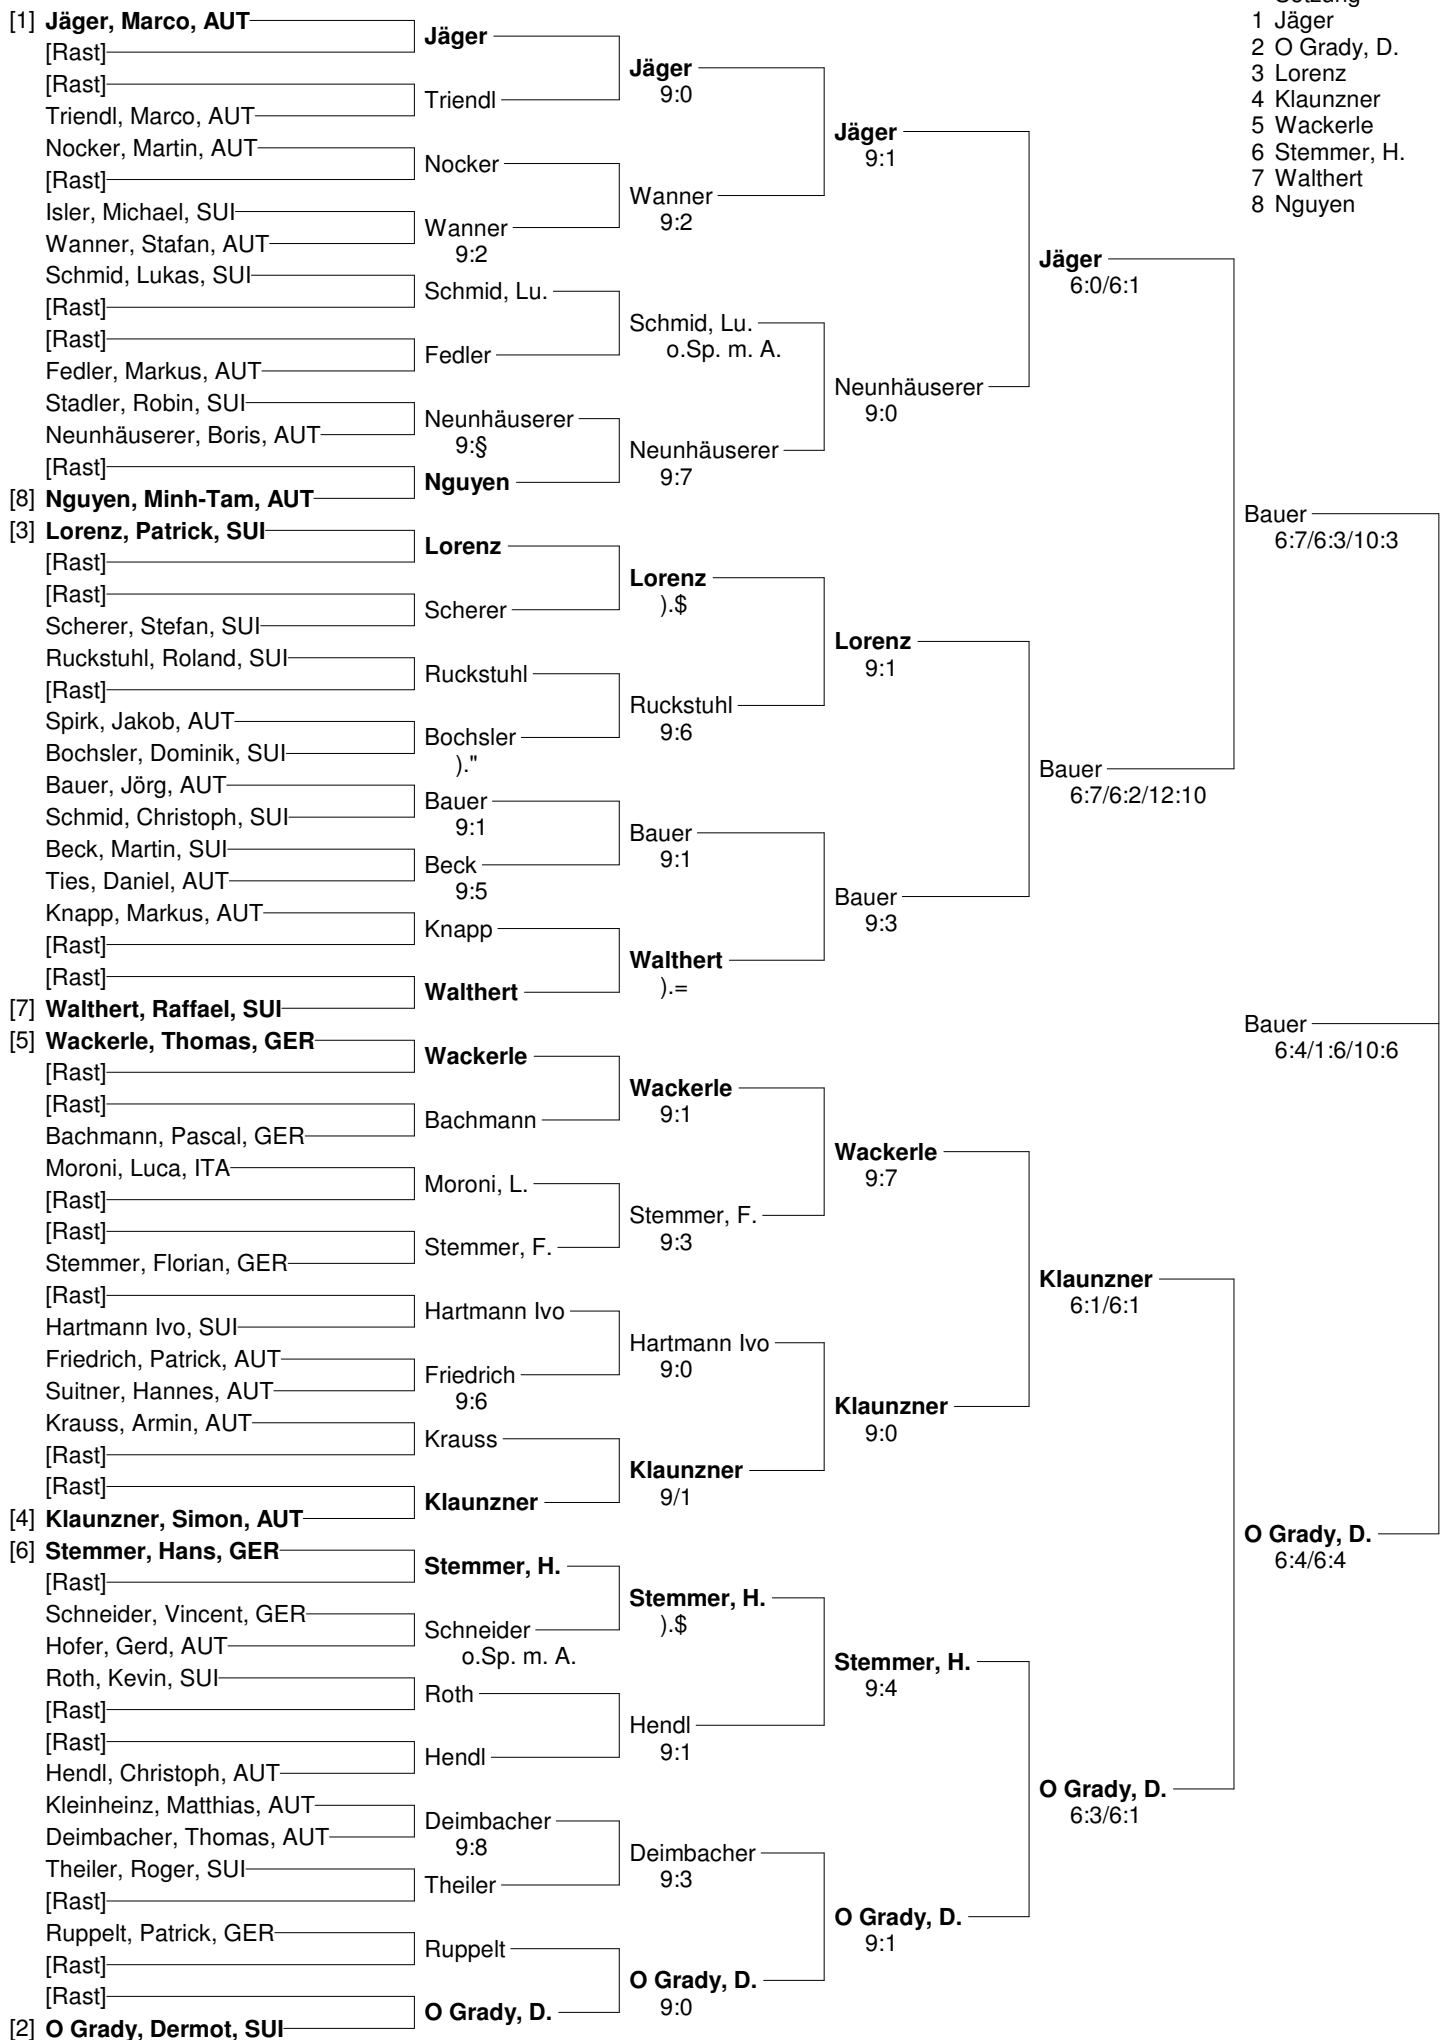 Setzung
1 Jäger
2 O Grady, D.
3 Lorenz
4 Klaunzner
5 Wackerle
6 Stemmer, H.
7 Walthert
8 Nguyen
[1] Jäger, Marco, AUT
[Rast]
[Rast]
Triendl, Marco, AUT
Nocker, Martin, AUT
[Rast]
Isler, Michael, SUI
Wanner, Stafan, AUT
Schmid, Lukas, SUI
[Rast]
[Rast]
Fedler, Markus, AUT
Stadler, Robin, SUI
Neunhäuserer, Boris, AUT
[Rast]
[8] Nguyen, Minh-Tam, AUT
[3] Lorenz, Patrick, SUI
[Rast]
[Rast]
Scherer, Stefan, SUI
Ruckstuhl, Roland, SUI
[Rast]
Spirk, Jakob, AUT
Bochsler, Dominik, SUI
Bauer, Jörg, AUT
Schmid, Christoph, SUI
Beck, Martin, SUI
Ties, Daniel, AUT
Knapp, Markus, AUT
[Rast]
[Rast]
[7] Walthert, Raffael, SUI
[5] Wackerle, Thomas, GER
[Rast]
[Rast]
Bachmann, Pascal, GER
Moroni, Luca, ITA
[Rast]
[Rast]
Stemmer, Florian, GER
[Rast]
Hartmann Ivo, SUI
Friedrich, Patrick, AUT
Suitner, Hannes, AUT
Krauss, Armin, AUT
[Rast]
[Rast]
[4] Klaunzner, Simon, AUT
[6] Stemmer, Hans, GER
[Rast]
Schneider, Vincent, GER
Hofer, Gerd, AUT
Roth, Kevin, SUI
[Rast]
[Rast]
Hendl, Christoph, AUT
Kleinheinz, Matthias, AUT
Deimbacher, Thomas, AUT
Theiler, Roger, SUI
[Rast]
Ruppelt, Patrick, GER
[Rast]
[Rast]
[2] O Grady, Dermot, SUI
Jäger
Triendl
Nocker
Wanner
9:2
Schmid, Lu.
Fedler
Neunhäuserer
9:§
Nguyen
Lorenz
Scherer
Ruckstuhl
Bochsler
)."
Bauer
9:1
Beck
9:5
Knapp
Walthert
Wackerle
Bachmann
Moroni, L.
Stemmer, F.
Hartmann Ivo
Friedrich
9:6
Krauss
Klaunzner
Stemmer, H.
Schneider
o.Sp. m. A.
Roth
Hendl
Deimbacher
9:8
Theiler
Ruppelt
O Grady, D.
Jäger
9:0
Wanner
9:2
Schmid, Lu.
o.Sp. m. A.
Neunhäuserer
9:7
Lorenz
).$
Ruckstuhl
9:6
Bauer
9:1
Walthert
).=
Wackerle
9:1
Stemmer, F.
9:3
Hartmann Ivo
9:0
Klaunzner
9/1
Stemmer, H.
).$
Hendl
9:1
Deimbacher
9:3
O Grady, D.
9:0
Jäger
9:1
Neunhäuserer
9:0
Lorenz
9:1
Bauer
9:3
Wackerle
9:7
Klaunzner
9:0
Stemmer, H.
9:4
O Grady, D.
9:1
Jäger
6:0/6:1
Bauer
6:7/6:2/12:10
Klaunzner
6:1/6:1
O Grady, D.
6:3/6:1
Bauer
6:7/6:3/10:3
O Grady, D.
6:4/6:4
Bauer
6:4/1:6/10:6